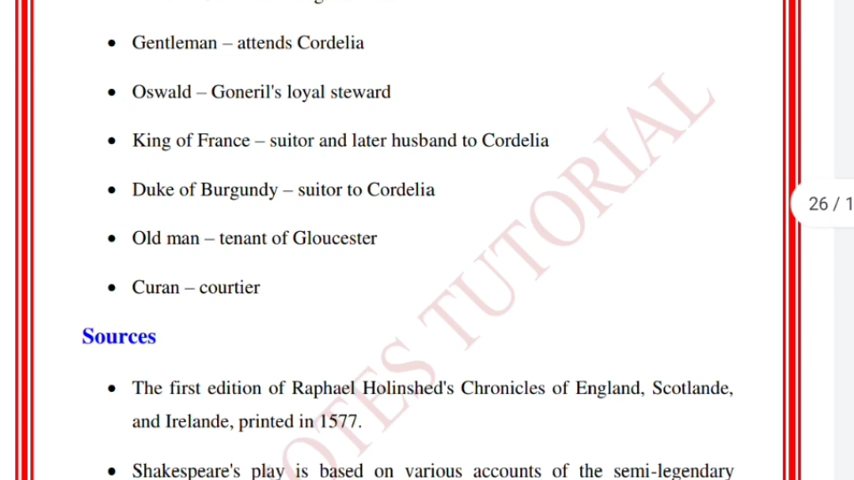 • Gentleman – attends Cordelia
• Oswald – Goneril's loyal steward
• King of France – suitor and later husband to Cordelia
• Duke of Burgundy – suitor to Cordelia
• Old man – tenant of Gloucester
• Curan – courtier
Sources
• The first edition of Raphael Holinshed's Chronicles of England, Scotlande,
and Irelande, printed in 1577.
• Shakespeare's play is based on various accounts of the semi-legendary
OTES TUTORIAL
26 / 1